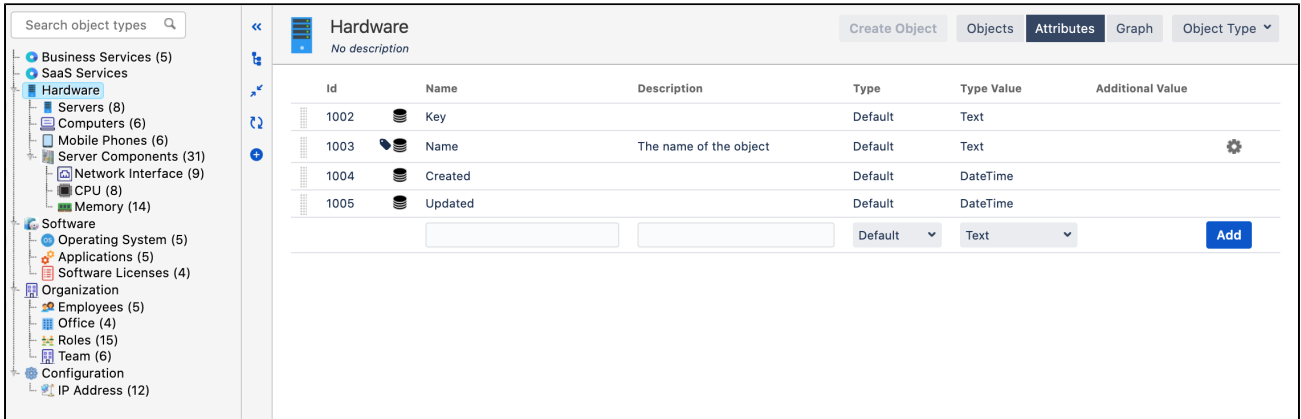 Search object types
Business Services (5)
SaaS Services
Hardware
Servers (8)
Computers (6)
Mobile Phones (6)
Server Components (31)
Network Interface (9)
CPU (8)
Memory (14)
Software
Operating System (5)
Applications (5)
Software Licenses (4)
Organization
Employees (5)
Office (4)
Roles (15)
Team (6)
Configuration
IP Address (12)
Hardware
No description
Create Object Objects Attributes Graph Object Type
Id Name Description Type Type Value Additional Value
1002 Key Default Text
1003 Name The name of the object Default Text
1004 Created Default DateTime
1005 Updated Default DateTime
Default Text Add